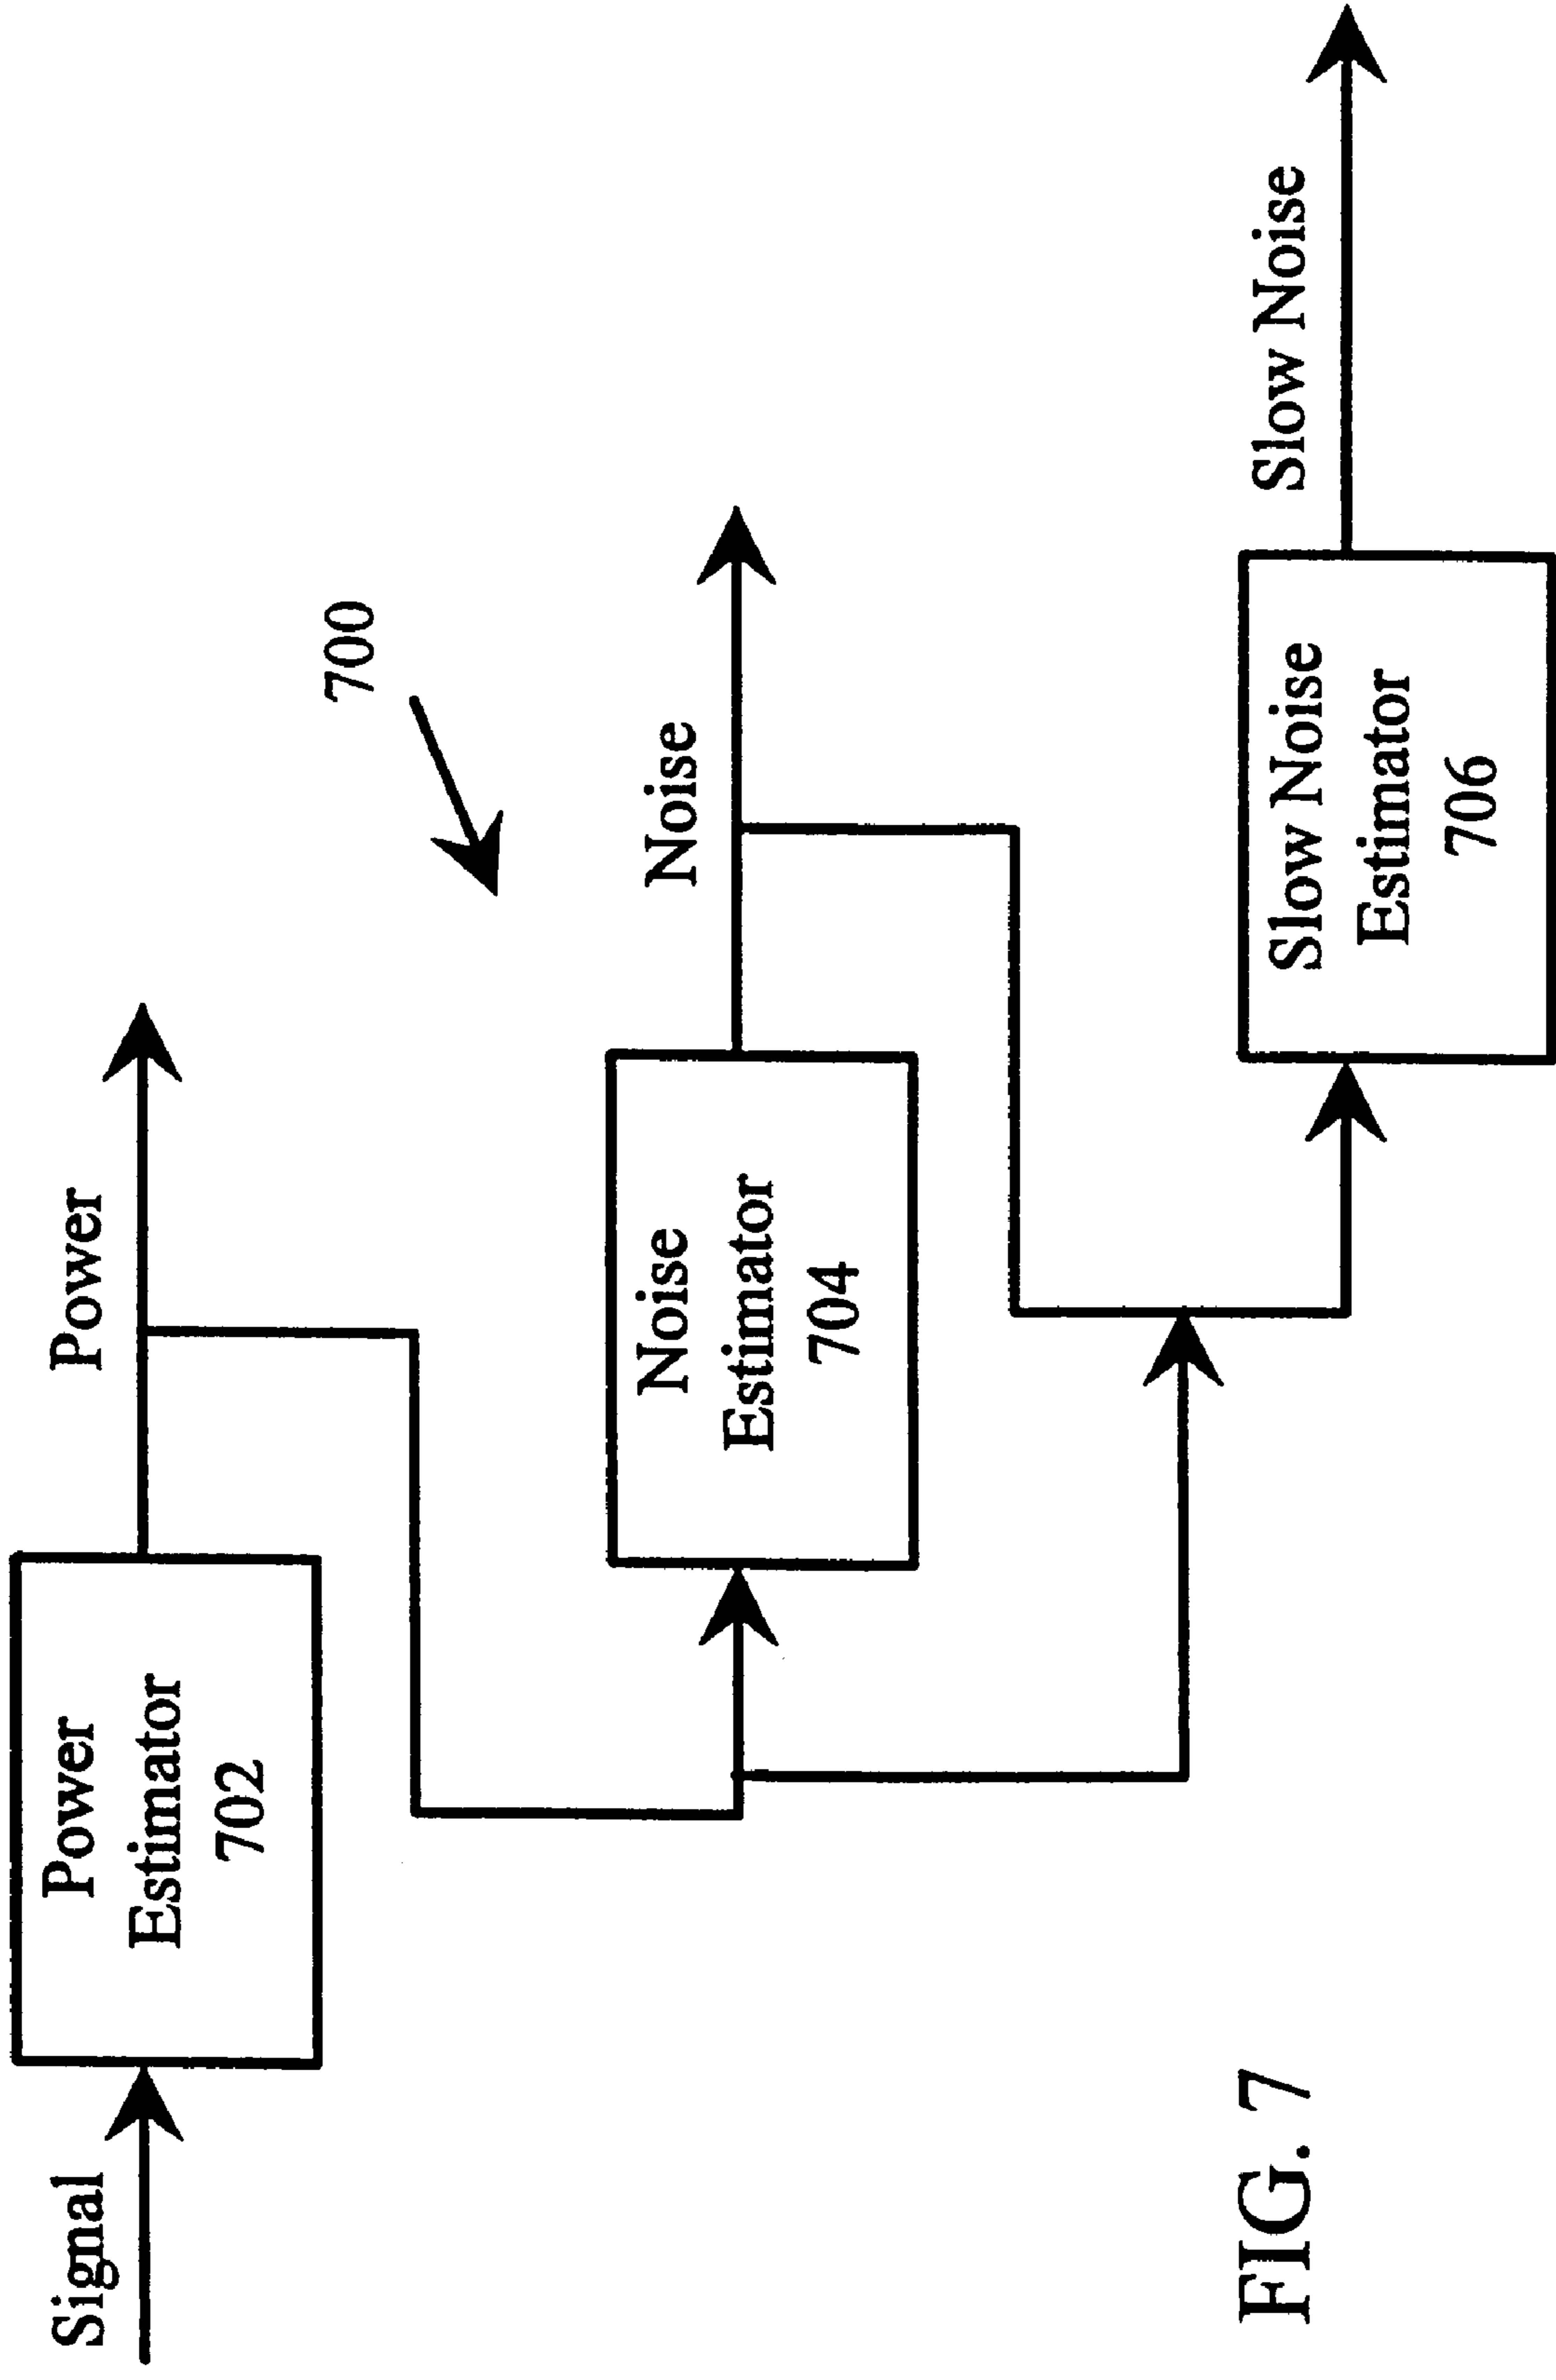 Signal
Power
Estimator
702
Power
700
Noise
Estimator
704
Noise
Slow Noise
Estimator
706
Slow Noise
FIG. 7